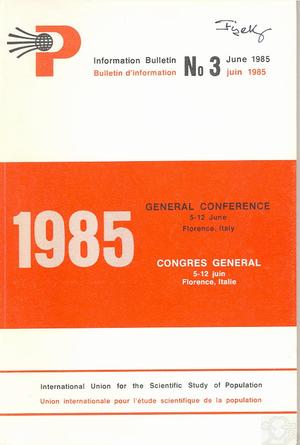 P
Information Bulletin No 3 June 1985
Bulletin d'information juin 1985
1985
GENERAL CONFERENCE
5-12 June
Florence, Italy
CONGRES GENERAL
5-12 juin
Florence, Italie
International Union for the Scientific Study of Population
Union internationale pour l'étude scientifique de la population